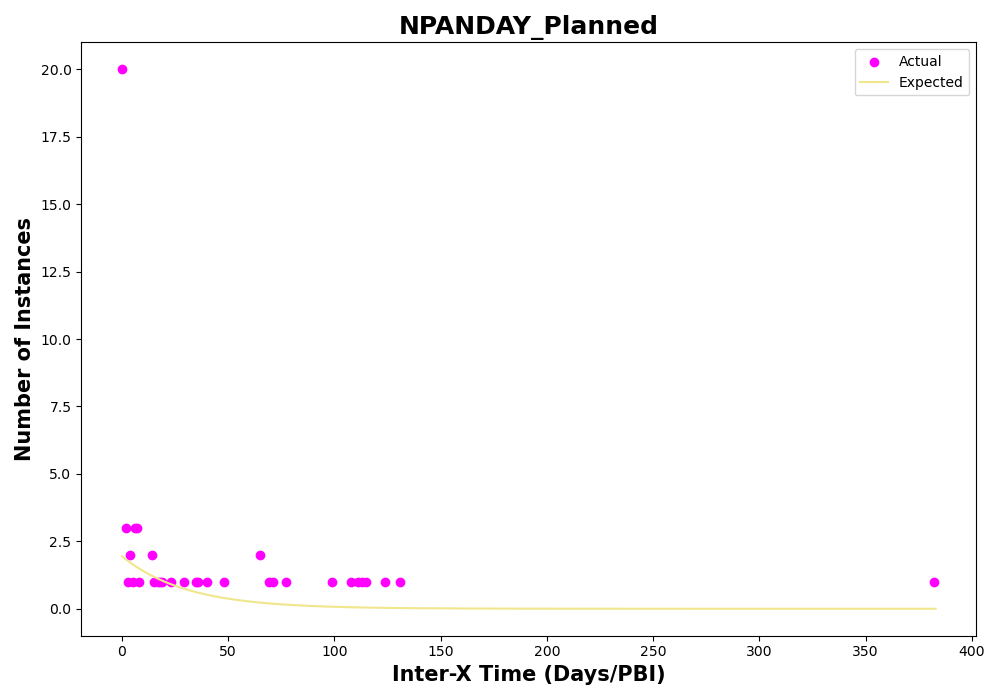 NPANDAY_Planned
Actual
Expected
Number of Instances
20.0
17.5
15.0
12.5
10.0
7.5
5.0
2.5
0.0
0 50 100 150 200 250 300 350 400
Inter-X Time (Days/PBI)